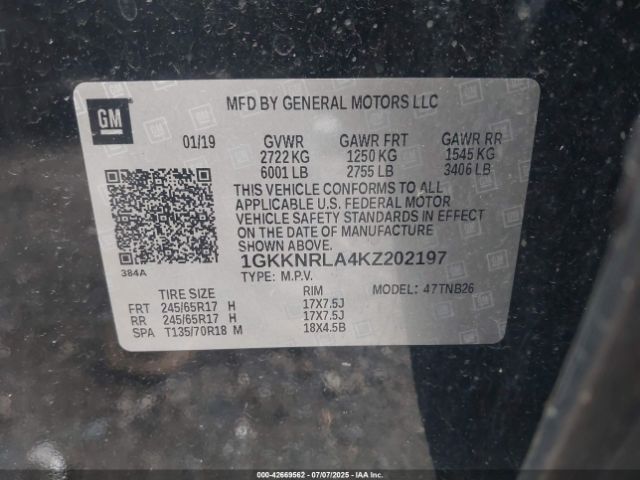 GM
MFD BY GENERAL MOTORS LLC
01/19 GVWR GAWR FRT GAWR RR
2722 KG 1250 KG 1545 KG
6001 LB 2755 LB 3406 LB
THIS VEHICLE CONFORMS TO ALL
APPLICABLE U.S. FEDERAL MOTOR
VEHICLE SAFETY STANDARDS IN EFFECT
ON THE DATE OF MANUFACTURE
SHOWN ABOVE.
1GKKNRLA4KZ202197
384A
TYPE: M.P.V.
TIRE SIZE RIM MODEL: 47TNB26
FRT 245/65R17 H 17X7.5J
RR 245/65R17 H 17X7.5J
SPA T135/70R18 M 18X4.5B
000-42669562 | 07/07/2025 - IAA Inc.